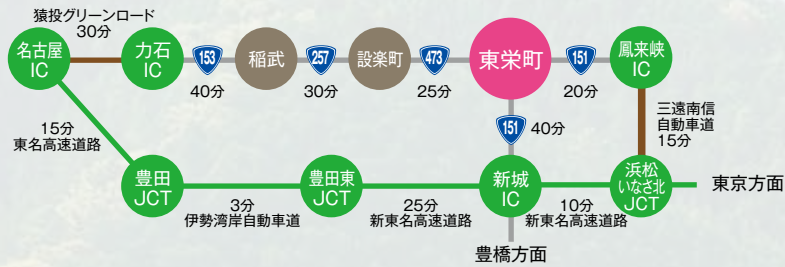 猿投グリーンロード
30分
名古屋
IC
力石
IC
153
40分
稲武
257
30分
設楽町
473
25分
東栄町
151
20分
鳳来峡
IC
15分
東名高速道路
151
40分
三遠南信
自動車道
15分
豊田
JCT
3分
伊勢湾岸自動車道
豊田東
JCT
25分
新東名高速道路
新城
IC
10分
新東名高速道路
浜松
いなさ北
JCT
東京方面
豊橋方面